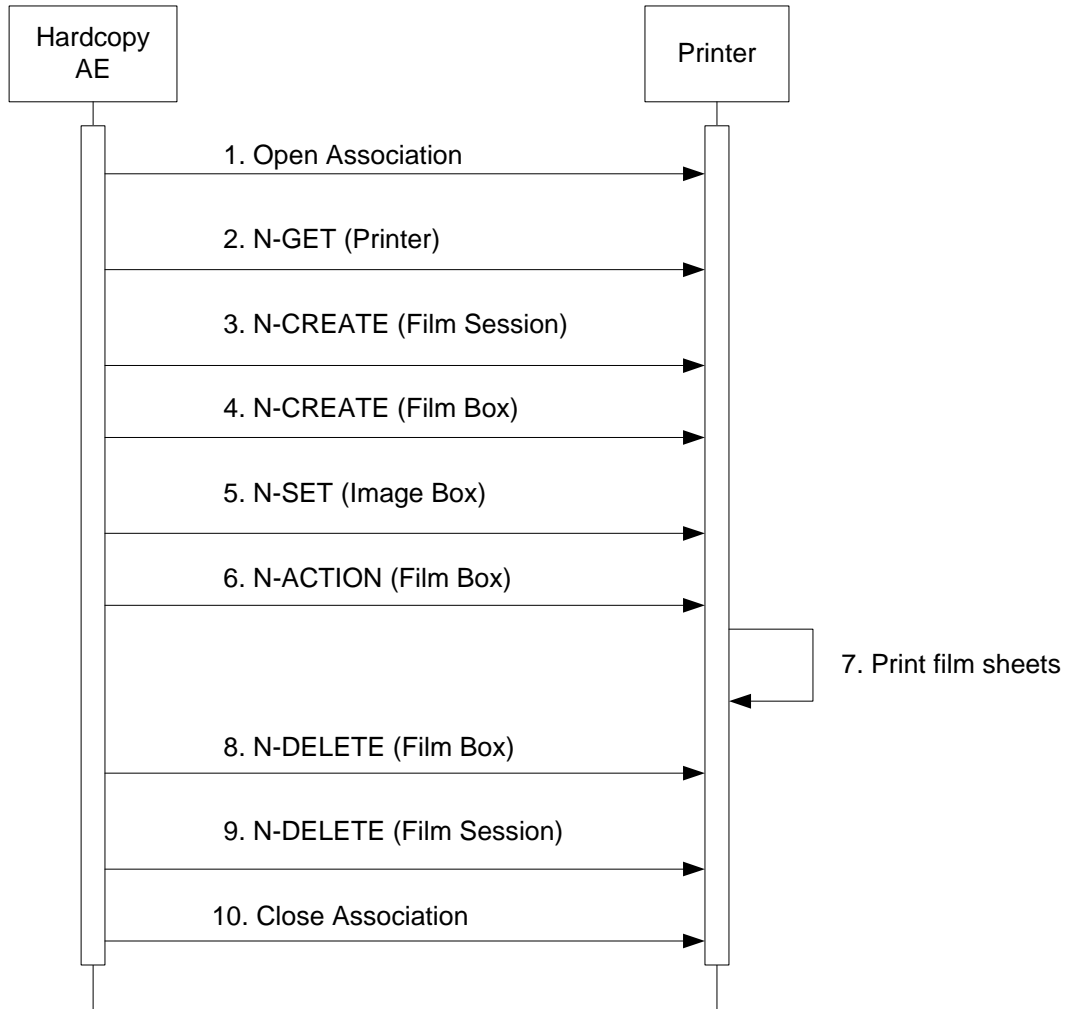 Hardcopy
AE
Printer
1. Open Association
2. N-GET (Printer)
3. N-CREATE (Film Session)
4. N-CREATE (Film Box)
5. N-SET (Image Box)
6. N-ACTION (Film Box)
7. Print film sheets
8. N-DELETE (Film Box)
9. N-DELETE (Film Session)
10. Close Association